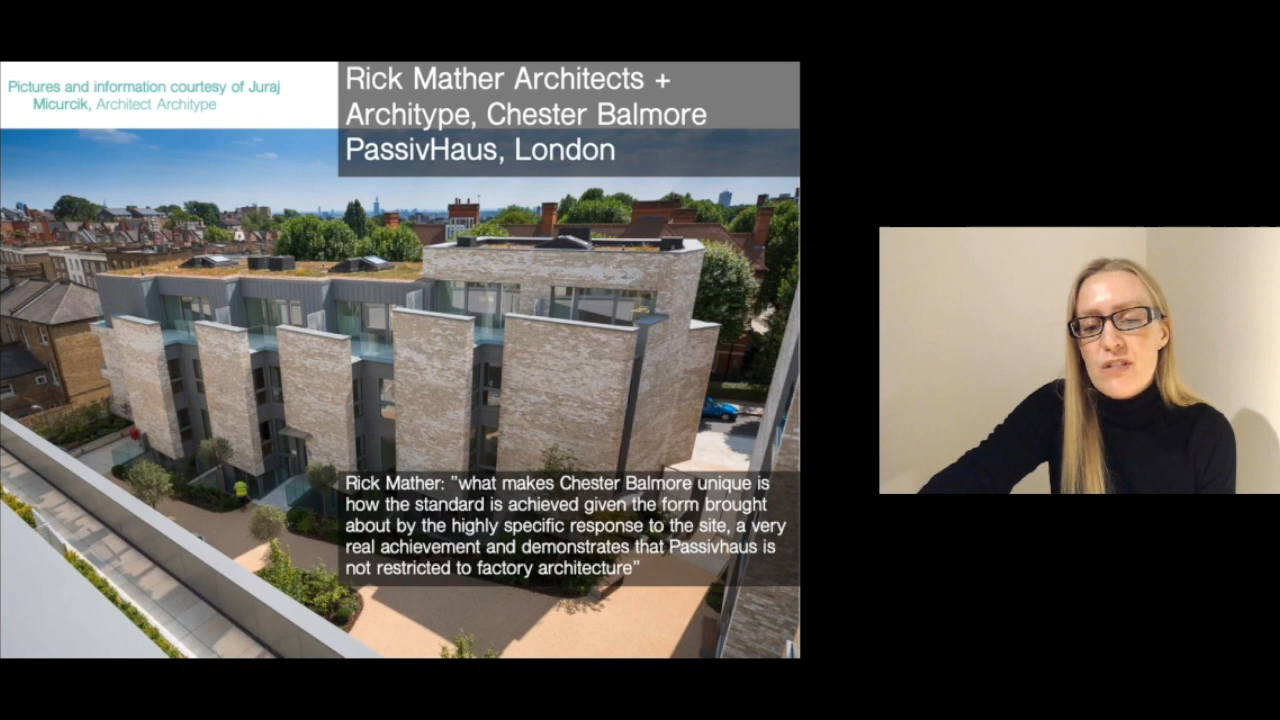 Pictures and information courtesy of Juraj
Micurcik, Architect Architype
Rick Mather Architects +
Architype, Chester Balmore
PassivHaus, London
Rick Mather: "what makes Chester Balmore unique is
how the standard is achieved given the form brought
about by the highly specific response to the site, a very
real achievement and demonstrates that Passivhaus is
not restricted to factory architecture"